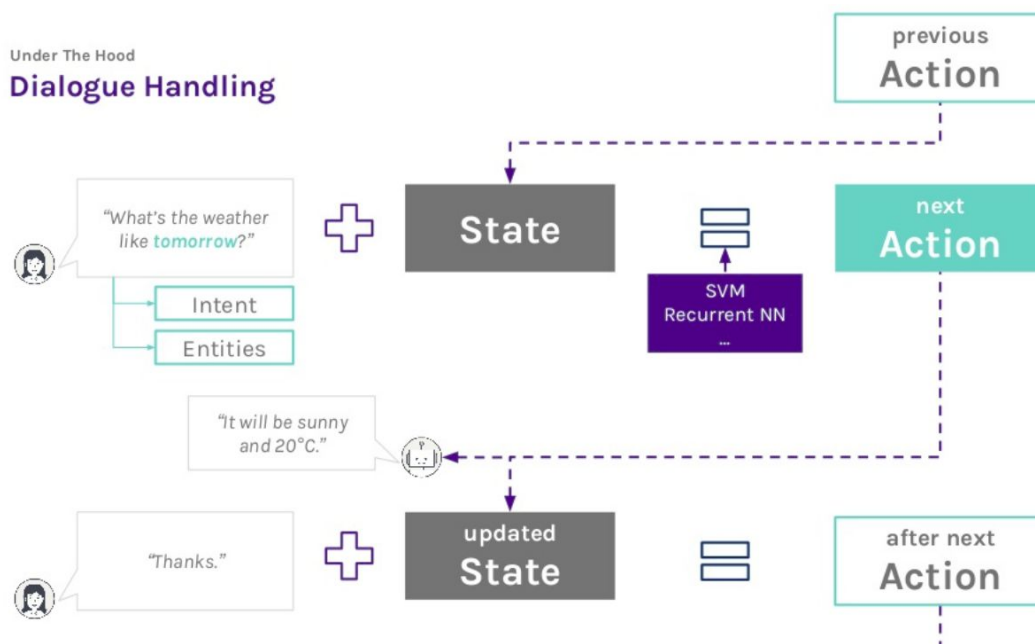 Under The Hood
Dialogue Handling
previous
Action
“What’s the weather
like tomorrow?”
State
next
Action
SVM
Recurrent NN
...
Intent
Entities
“It will be sunny
and 20°C.”
“Thanks.”
updated
State
after next
Action